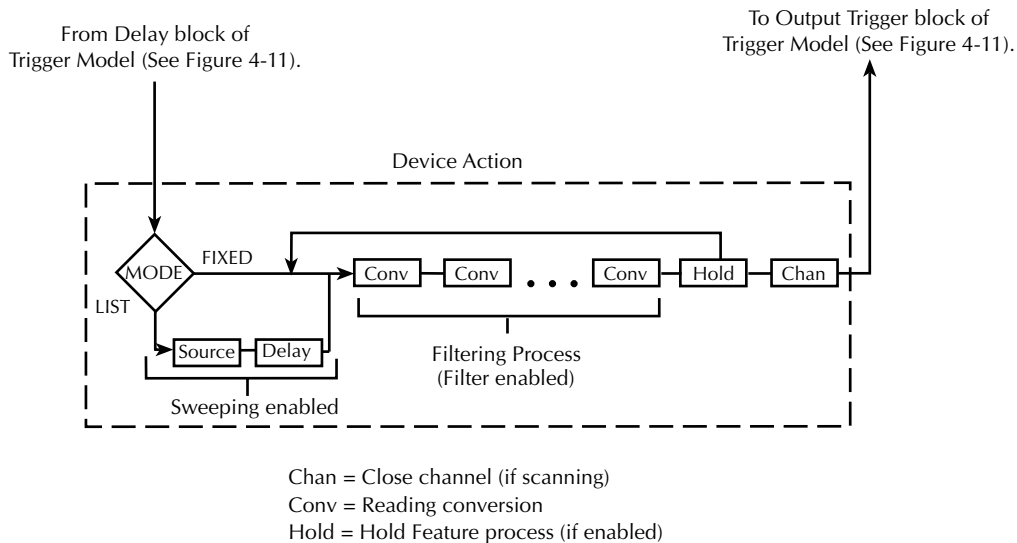 From Delay block of
Trigger Model (See Figure 4-11).
To Output Trigger block of
Trigger Model (See Figure 4-11).
Device Action
MODE
FIXED
LIST
Conv
Conv
• • •
Conv
Hold
Chan
Source
Delay
Filtering Process
(Filter enabled)
Sweeping enabled
Chan = Close channel (if scanning)
Conv = Reading conversion
Hold = Hold Feature process (if enabled)